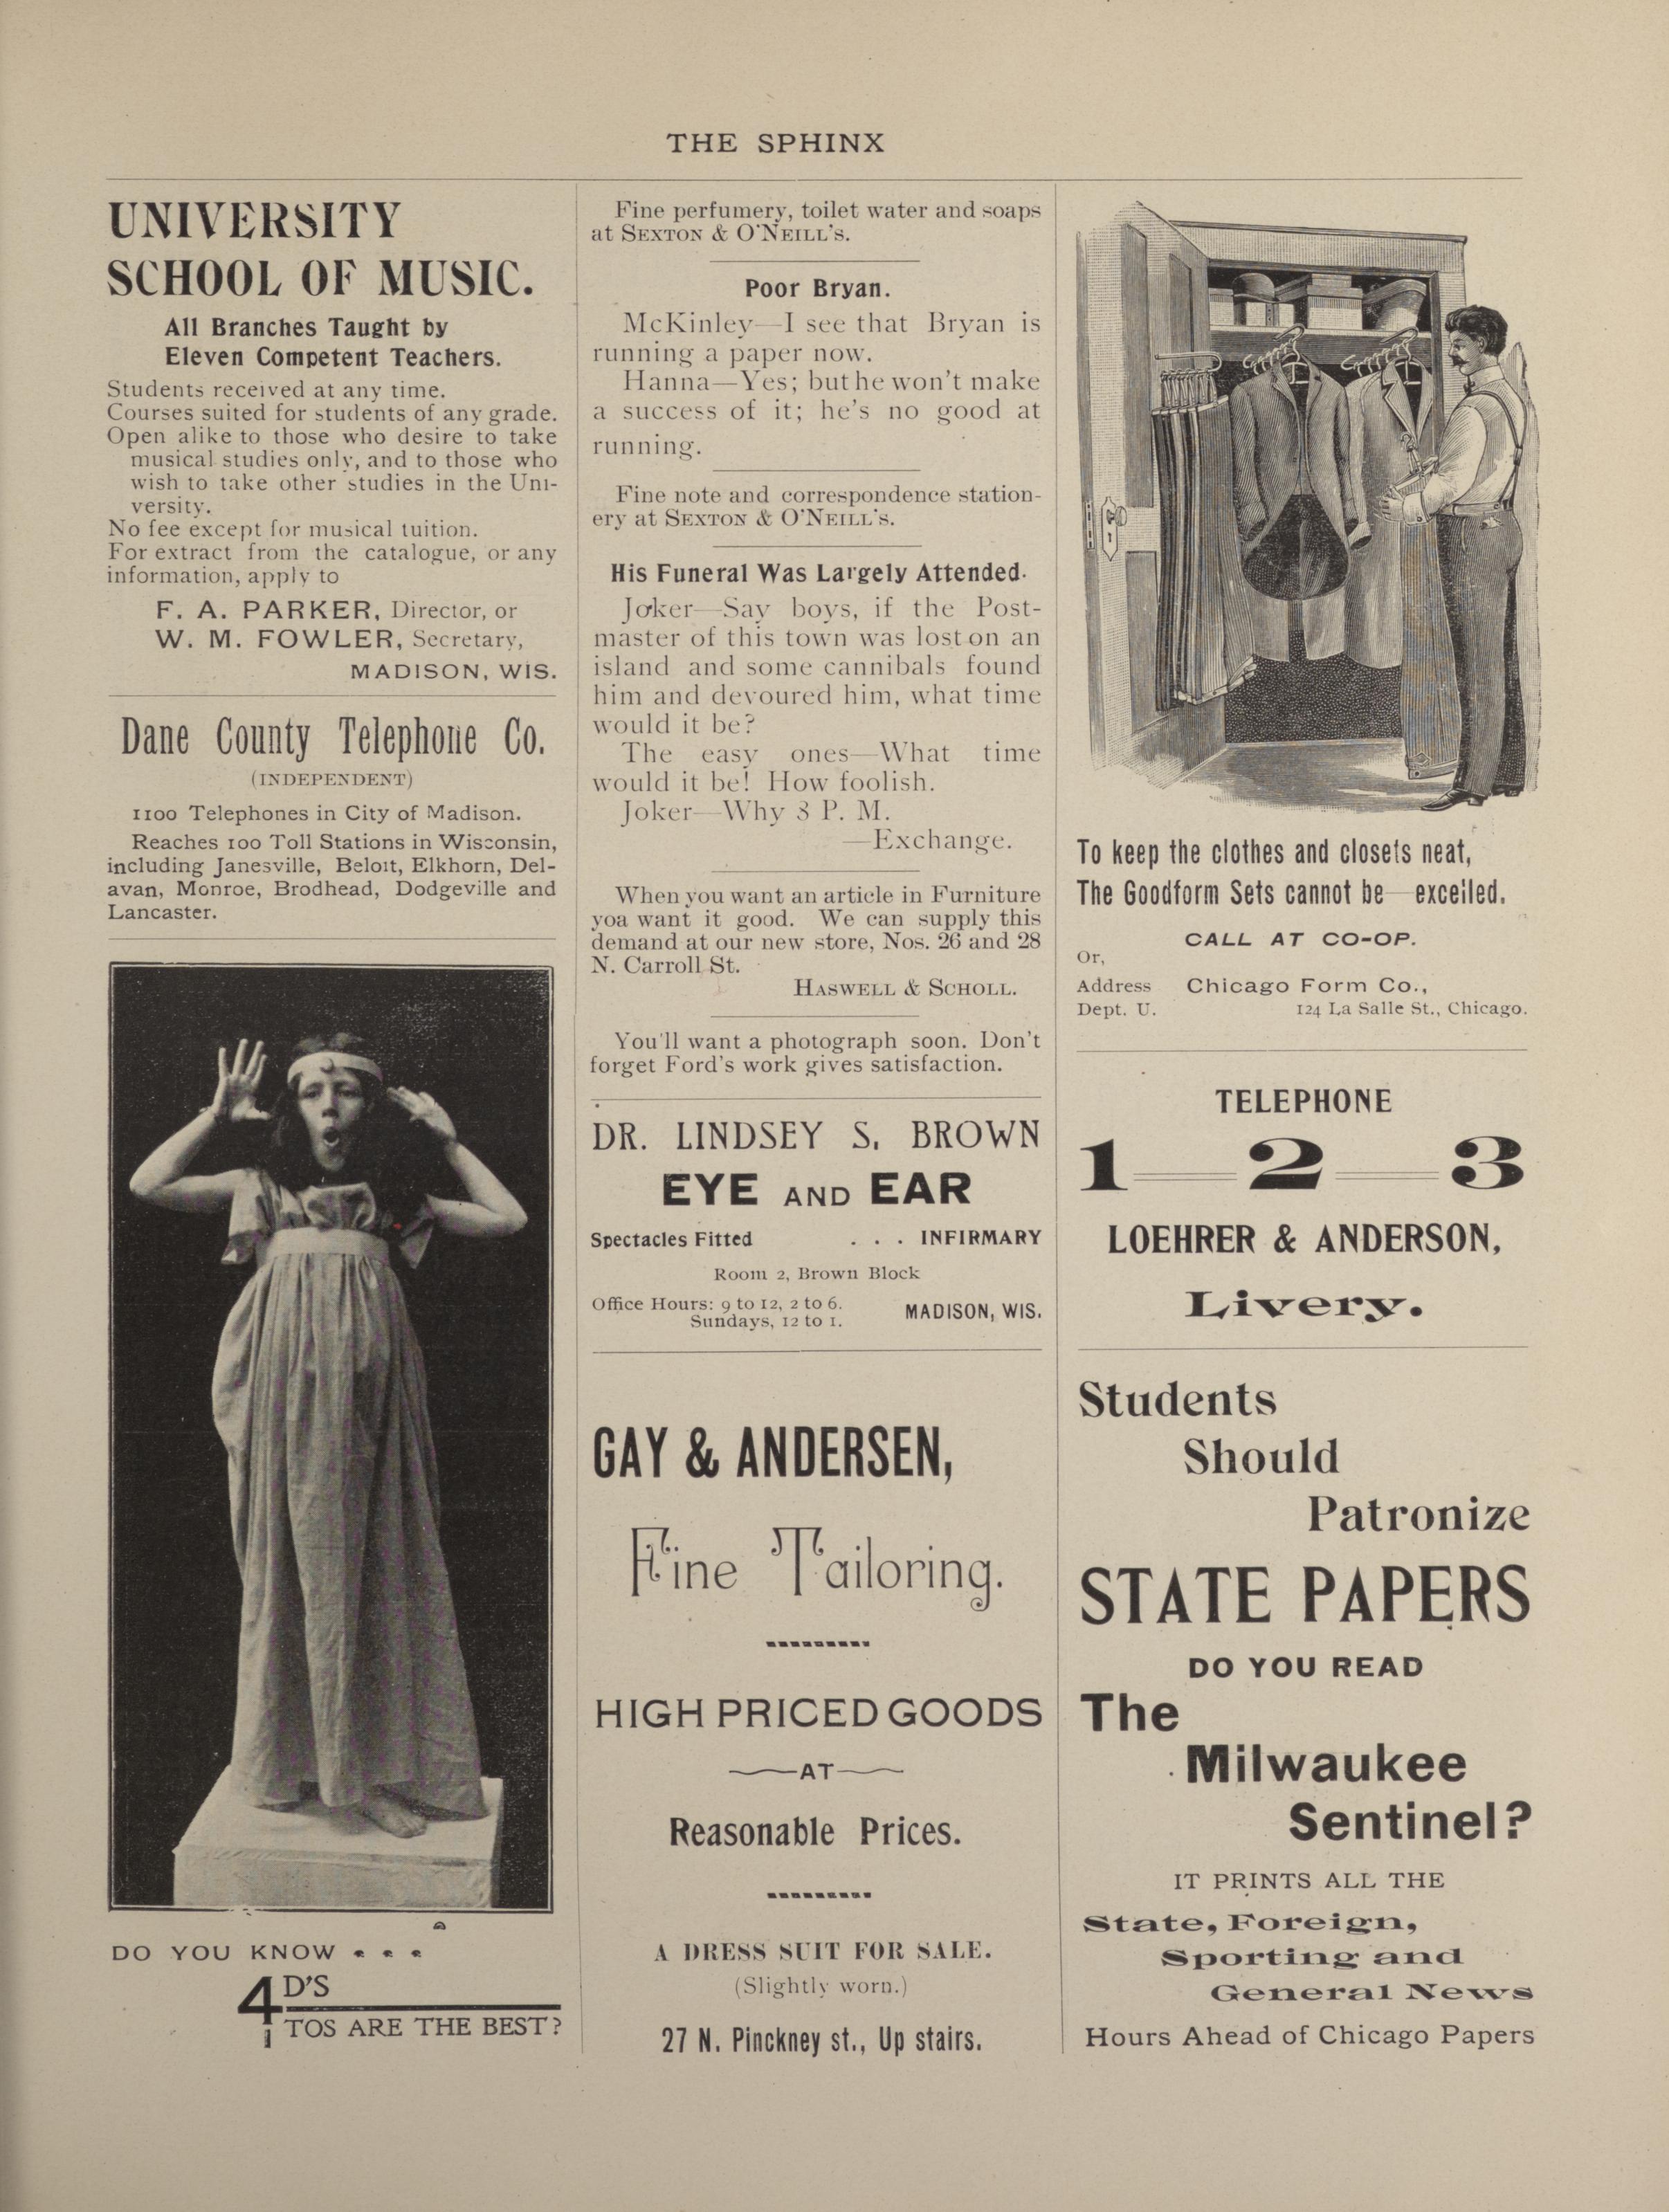 THE SPHINX
UNIVERSITY
SCHOOL OF MUSIC.
All Branches Taught by
Eleven Competent Teachers.
Students received at any time.
Courses suited for students of any grade.
Open alike to those who desire to take
musical studies only, and to those who
wish to take other studies in the Uni-
versity.
No fee except for musical tuition.
For extract from the catalogue, or any
information, apply to
F. A. PARKER, Director, or
W. M. FOWLER, Secretary,
MADISON, WIS.
Dane County Telephone Co.
(INDEPENDENT)
1100 Telephones in City of Madison.
Reaches 100 Toll Stations in Wisconsin,
including Janesville, Beloit, Elkhorn, Del-
avan, Monroe, Brodhead, Dodgeville and
Lancaster.
DO YOU KNOW
4 D'S
TOS ARE THE BEST?
Fine perfumery, toilet water and soaps
at SEXTON & O'NEILL'S.
Poor Bryan.
McKinley—I see that Bryan is
running a paper now.
Hanna—Yes; but he won't make
a success of it; he's no good at
running.
Fine note and correspondence station-
ery at SEXTON & O'NEILL'S.
His Funeral Was Largely Attended.
Joker—Say boys, if the Post-
master of this town was lost on an
island and some cannibals found
him and devoured him, what time
would it be?
The easy ones—What time
would it be! How foolish.
Joker—Why 8 P. M.
—Exchange.
When you want an article in Furniture
yoa want it good. We can supply this
demand at our new store, Nos. 26 and 28
N. Carroll St.
HASWELL & SCHOLL.
You'll want a photograph soon. Don't
forget Ford's work gives satisfaction.
DR. LINDSEY S. BROWN
EYE AND EAR
Spectacles Fitted . . . INFIRMARY
Room 2, Brown Block
Office Hours: 9 to 12, 2 to 6.
Sundays, 12 to 1.
MADISON, WIS.
GAY & ANDERSEN,
Fine Tailoring.
HIGH PRICED GOODS
AT
Reasonable Prices.
A DRESS SUIT FOR SALE.
(Slightly worn.)
27 N. Pinckney st., Up stairs.
To keep the clothes and closets neat,
The Goodform Sets cannot be exceiled.
CALL AT CO-OP.
Or,
Address Chicago Form Co.,
Dept. U. 124 La Salle St., Chicago.
TELEPHONE
1—2—3
LOEHRER & ANDERSON,
Livery.
Students
Should
Patronize
STATE PAPERS
DO YOU READ
The
Milwaukee
Sentinel?
IT PRINTS ALL THE
State, Foreign,
Sporting and
General News
Hours Ahead of Chicago Papers